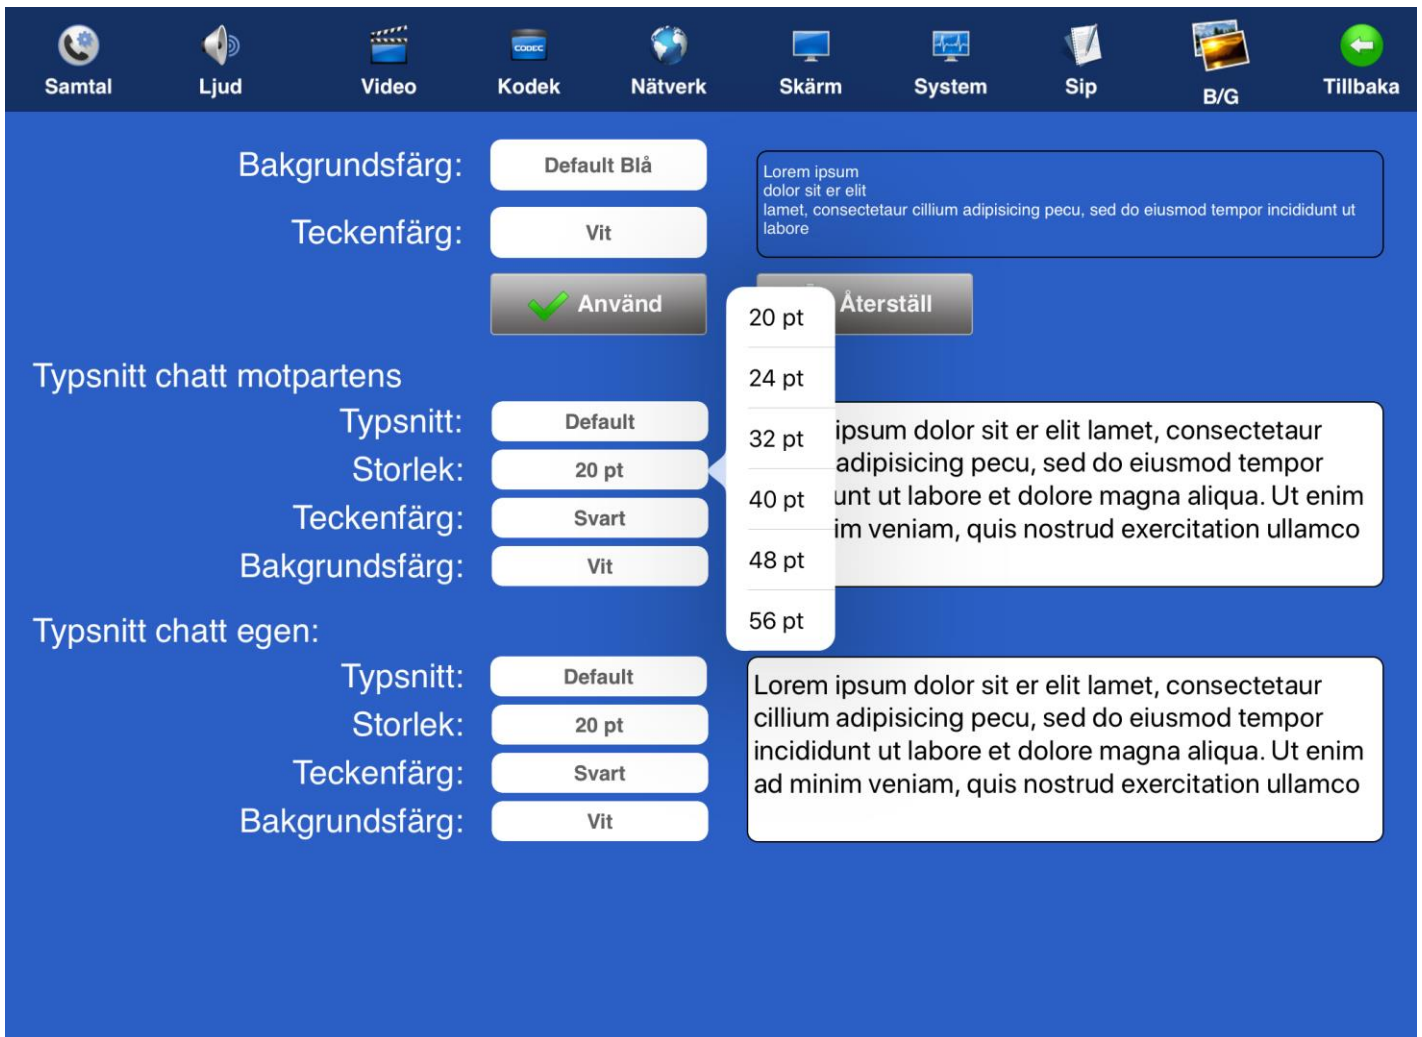 CODEC
Samtal
Ljud
Video
Kodek
Nätverk
Skärm
System
Sip
B/G
Tillbaka
Bakgrundsfärg:
Default Blå
Teckenfärg:
Vit
Lorem ipsum
dolor sit er elit
lamet, consectetaur cillium adipisicing pecu, sed do eiusmod tempor incididunt ut
labore
Använd
Återställ
20 pt
24 pt
32 pt
40 pt
48 pt
56 pt
Typsnitt chatt motpartens
Typsnitt:
Default
Storlek:
20 pt
Teckenfärg:
Svart
Bakgrundsfärg:
Vit
ipsum dolor sit er elit lamet, consectetaur
adipisicing pecu, sed do eiusmod tempor
unt ut labore et dolore magna aliqua. Ut enim
im veniam, quis nostrud exercitation ullamco
Typsnitt chatt egen:
Typsnitt:
Default
Storlek:
20 pt
Teckenfärg:
Svart
Bakgrundsfärg:
Vit
Lorem ipsum dolor sit er elit lamet, consectetaur
cillium adipisicing pecu, sed do eiusmod tempor
incididunt ut labore et dolore magna aliqua. Ut enim
ad minim veniam, quis nostrud exercitation ullamco